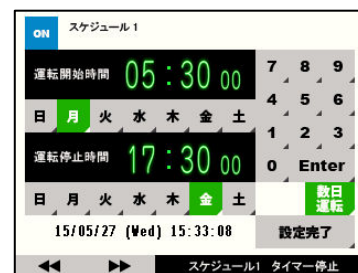 ON スケジュール 1
運転開始時間 05:30 00
日 月 火 水 木 金 土
運転停止時間 17:30 00
日 月 火 水 木 金 土
7 8 9
4 5 6
1 2 3
0 Enter
数日
運転
15/05/27 (Wed) 15:33:08
設定完了
◀◀ ▶▶ スケジュール1 タイマー停止